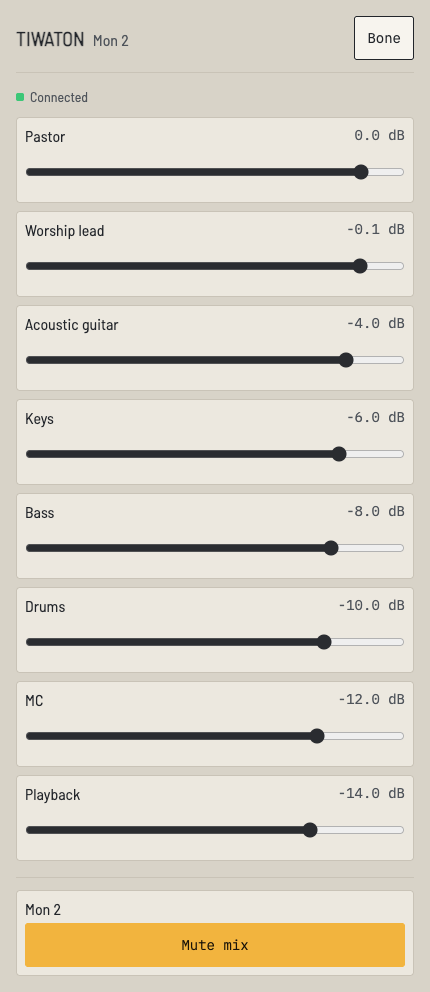 TIWATON Mon 2
Bone
Connected
Pastor 0.0 dB
Worship lead -0.1 dB
Acoustic guitar -4.0 dB
Keys -6.0 dB
Bass -8.0 dB
Drums -10.0 dB
MC -12.0 dB
Playback -14.0 dB
Mon 2
Mute mix